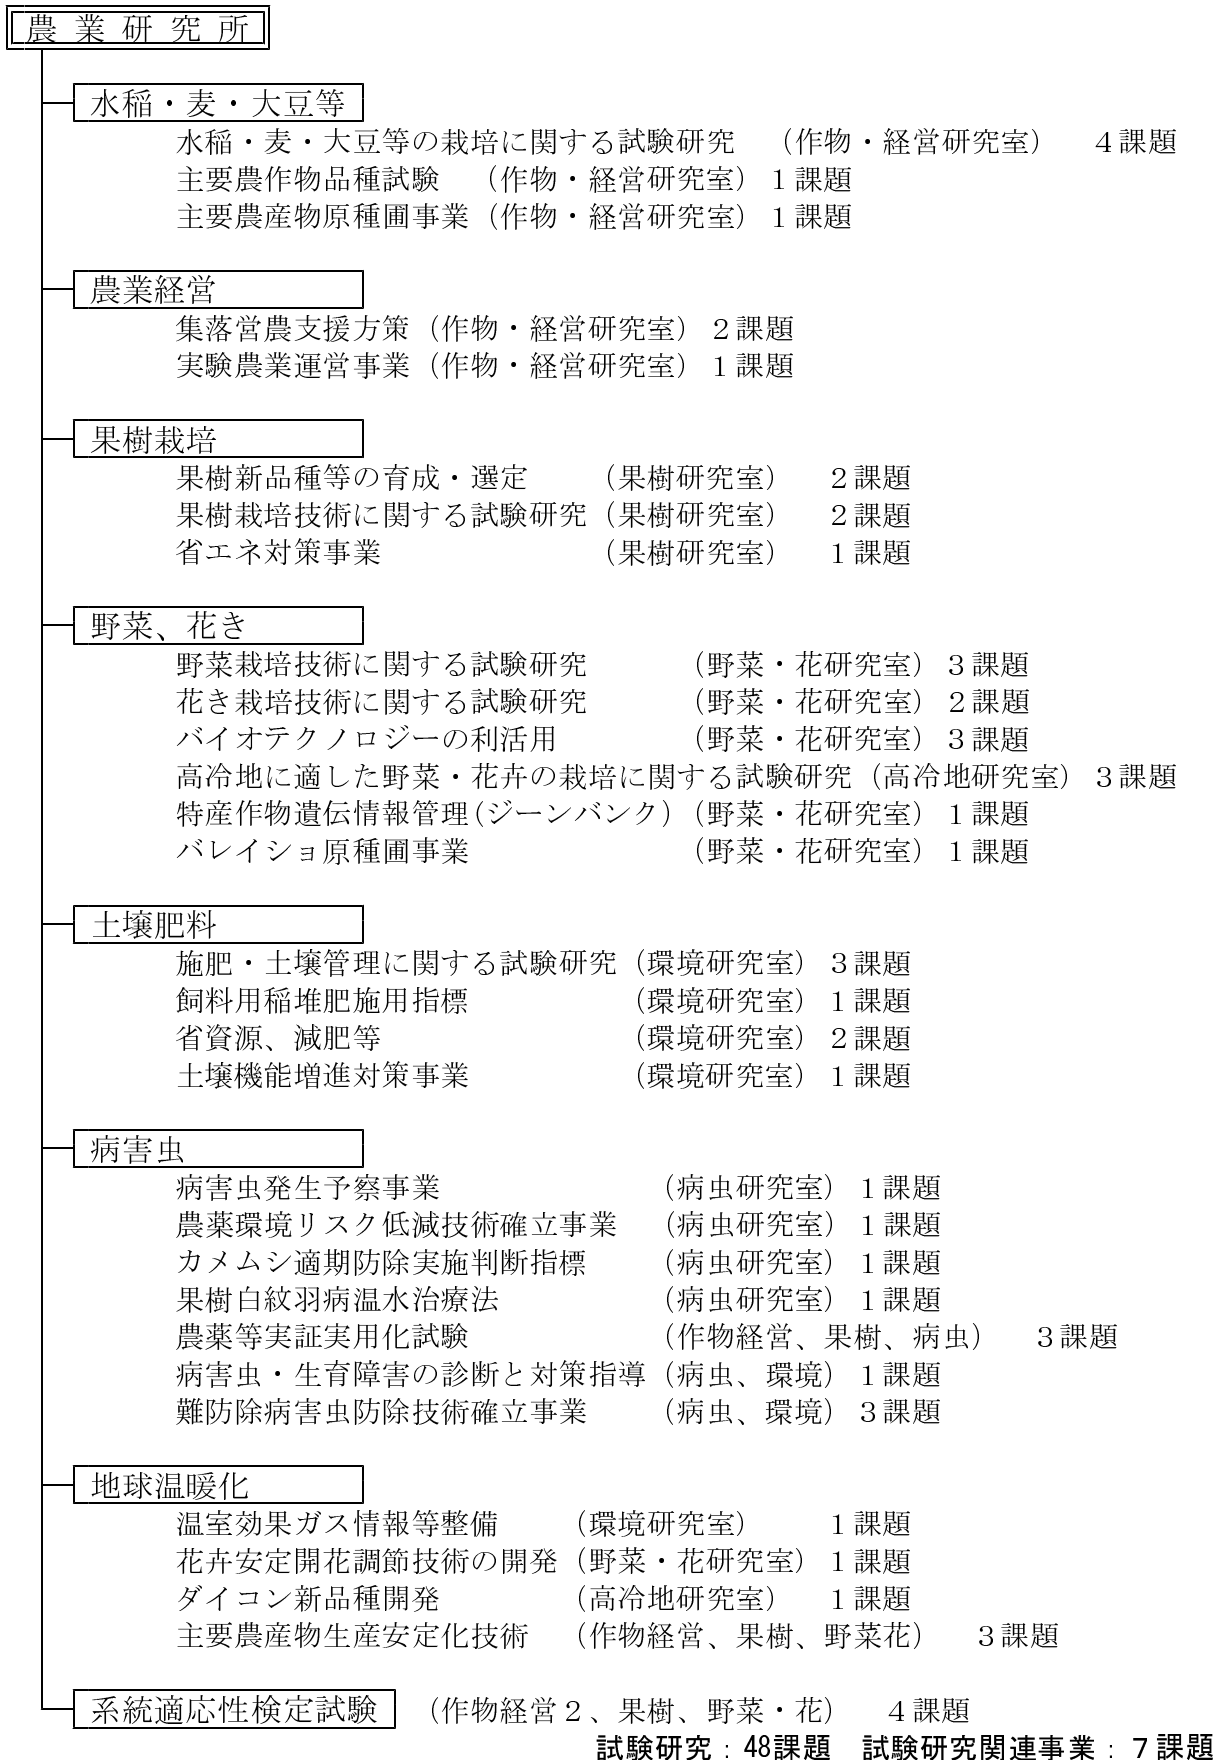 農業研究所
水稲・麦・大豆等
水稲・麦・大豆等の栽培に関する試験研究 （作物・経営研究室） ４課題
主要農作物品種試験 （作物・経営研究室）１課題
主要農産物原種圃事業（作物・経営研究室）１課題
農業経営
集落営農支援方策（作物・経営研究室）２課題
実験農業運営事業（作物・経営研究室）１課題
果樹栽培
果樹新品種等の育成・選定 （果樹研究室） ２課題
果樹栽培技術に関する試験研究（果樹研究室） ２課題
省エネ対策事業 （果樹研究室） １課題
野菜、花き
野菜栽培技術に関する試験研究 （野菜・花研究室）３課題
花き栽培技術に関する試験研究 （野菜・花研究室）２課題
バイオテクノロジーの利活用 （野菜・花研究室）３課題
高冷地に適した野菜・花卉の栽培に関する試験研究（高冷地研究室）３課題
特産作物遺伝情報管理(ジーンバンク)（野菜・花研究室）１課題
バレイショ原種圃事業 （野菜・花研究室）１課題
土壌肥料
施肥・土壌管理に関する試験研究（環境研究室）３課題
飼料用稲堆肥施用指標 （環境研究室）１課題
省資源、減肥等 （環境研究室）２課題
土壌機能増進対策事業 （環境研究室）１課題
病害虫
病害虫発生予察事業 （病虫研究室）１課題
農薬環境リスク低減技術確立事業 （病虫研究室）１課題
カメムシ適期防除実施判断指標 （病虫研究室）１課題
果樹白紋羽病温水治療法 （病虫研究室）１課題
農薬等実証実用化試験 （作物経営、果樹、病虫） ３課題
病害虫・生育障害の診断と対策指導（病虫、環境）１課題
難防除病害虫防除技術確立事業 （病虫、環境）３課題
地球温暖化
温室効果ガス情報等整備 （環境研究室） １課題
花卉安定開花調節技術の開発（野菜・花研究室）１課題
ダイコン新品種開発 （高冷地研究室） １課題
主要農産物生産安定化技術 （作物経営、果樹、野菜花） ３課題
系統適応性検定試験 （作物経営２、果樹、野菜・花） ４課題
試験研究：48課題 試験研究関連事業：７課題